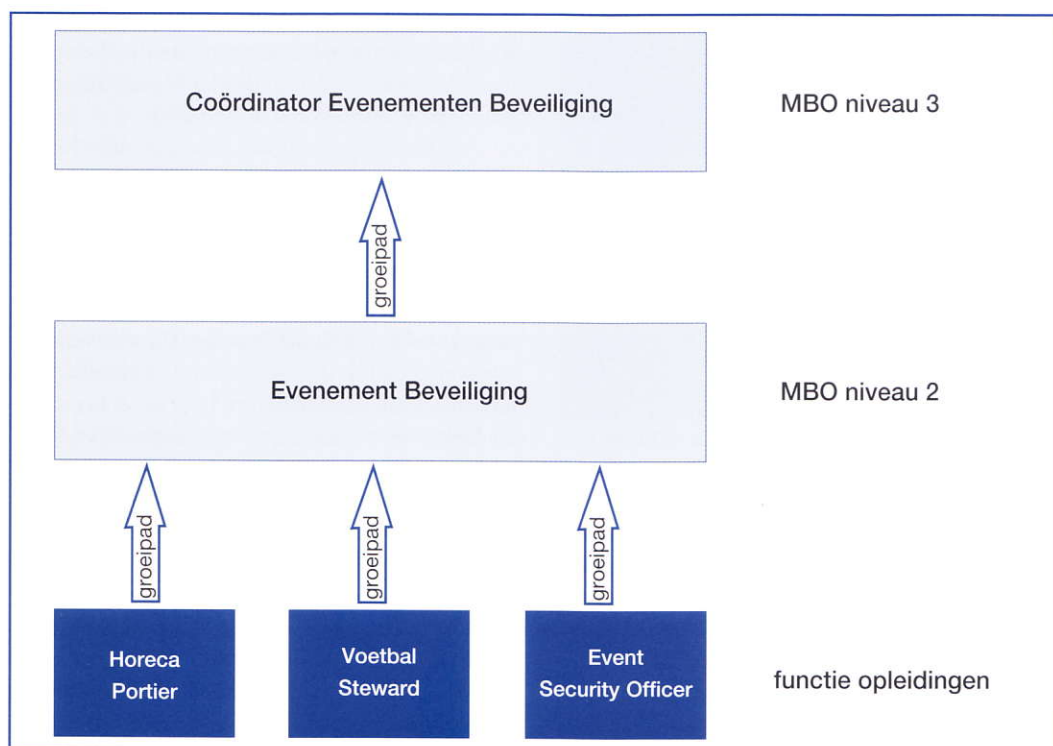 Coördinator Evenementen Beveiliging
MBO niveau 3
groeipad
Evenement Beveiliging
MBO niveau 2
groeipad
groeipad
groeipad
Horeca
Portier
Voetbal
Steward
Event
Security Officer
functie opleidingen